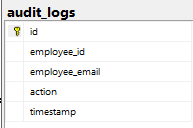 audit_logs
id
employee_id
employee_email
action
timestamp